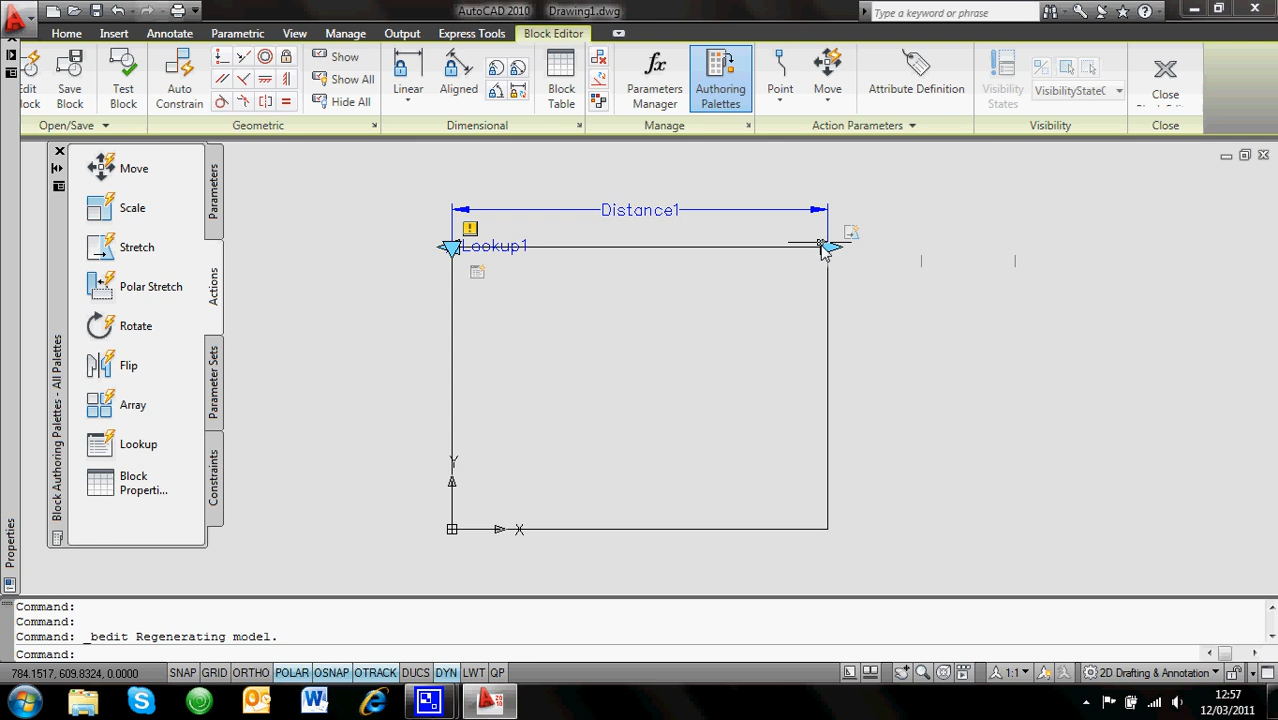 AutoCAD 2010 Drawing1.dwg
Type a keyword or phrase
Home Insert Annotate Parametric View Manage Output Express Tools Block Editor
Edit
Block
Save
Block
Test
Block
Auto
Constrain
Show
Show All
Hide All
Linear
Aligned
Block
Table
Parameters
Manager
Authoring
Palettes
Point
Move
Attribute Definition
Visibility
States
VisibilityStateC
Close
Open/Save
Geometric
Dimensional
Manage
Action Parameters
Visibility
Close
Move
Scale
Stretch
Polar Stretch
Rotate
Flip
Array
Lookup
Block
Properti...
Parameters
Actions
Parameter Sets
Constraints
Block Authoring Palettes - All Palettes
Properties
Distance1
Lookup1
Y
X
Command:
Command:
Command: _bedit Regenerating model.
Command:
784.1517, 609.8324, 0.0000 SNAP GRID ORTHO POLAR OSNAP OTRACK DUCS DYN LWT QP 1:1 2D Drafting & Annotation
12:57
12/03/2011